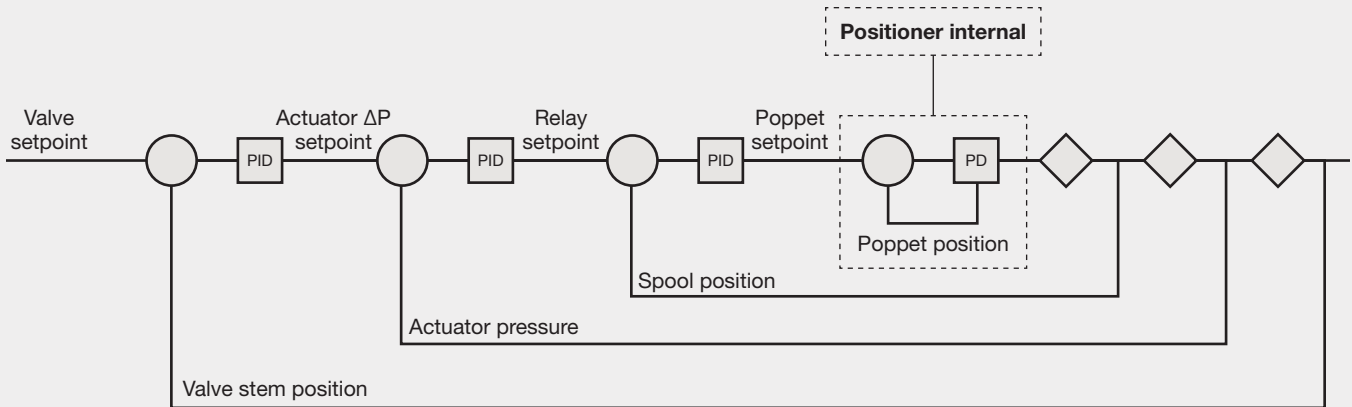 Positioner internal
Valve
setpoint
Actuator ΔP
setpoint
Relay
setpoint
Poppet
setpoint
PID
PID
PID
PD
Poppet position
Spool position
Actuator pressure
Valve stem position